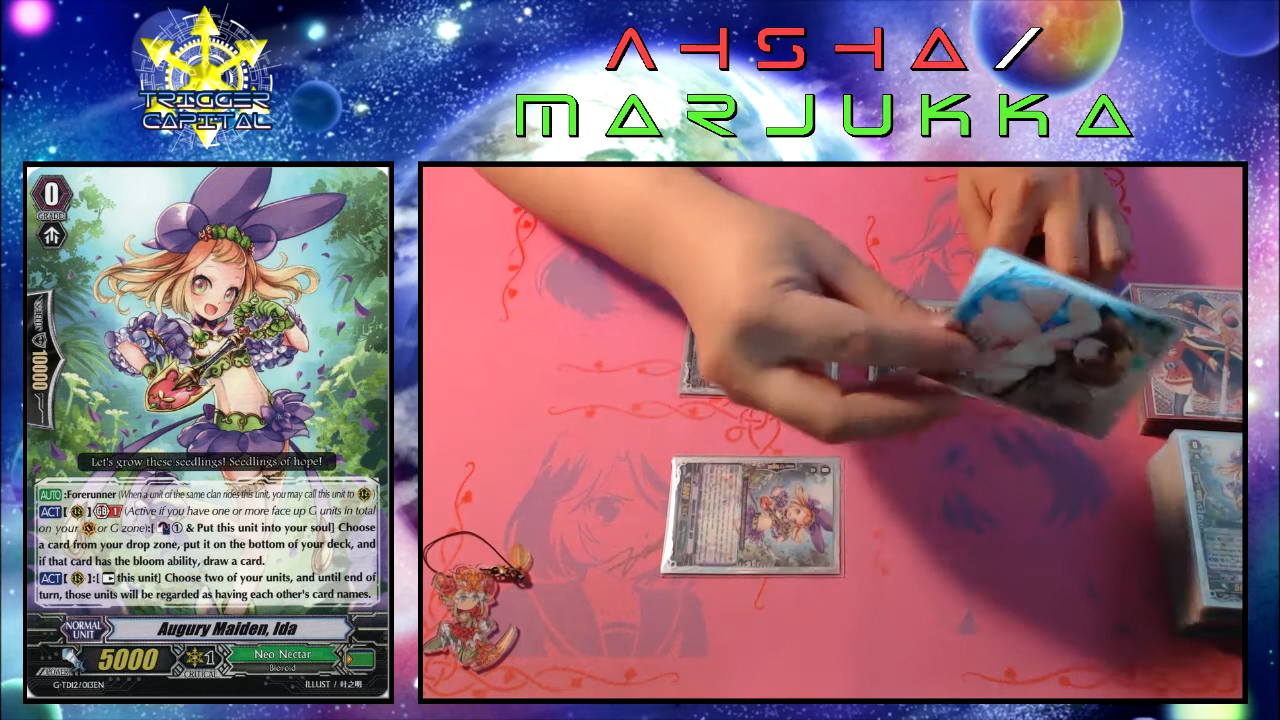 TRIGGER
CAPITAL
AHSHA/
MARJUKKA
0
GRADE
SHIELD
10000
Let's grow these seedlings! Seedlings of hope!
AUTO :Forerunner (When a unit of the same clan rides this unit, you may call this unit to )
ACT [ ] GB 1 (Active if you have one or more face up G units in total
on your or G zone):[ ① & Put this unit into your soul] Choose
a card from your drop zone, put it on the bottom of your deck, and
if that card has the bloom ability, draw a card.
ACT [ ]:[ this unit] Choose two of your units, and until end of
turn, those units will be regarded as having each other's card names.
NORMAL
UNIT
Augury Maiden, Ida
POWER
5000
1
CRITICAL
Neo Nectar
Bioroid
G-TD12/013EN
ILLUST / 叶之明